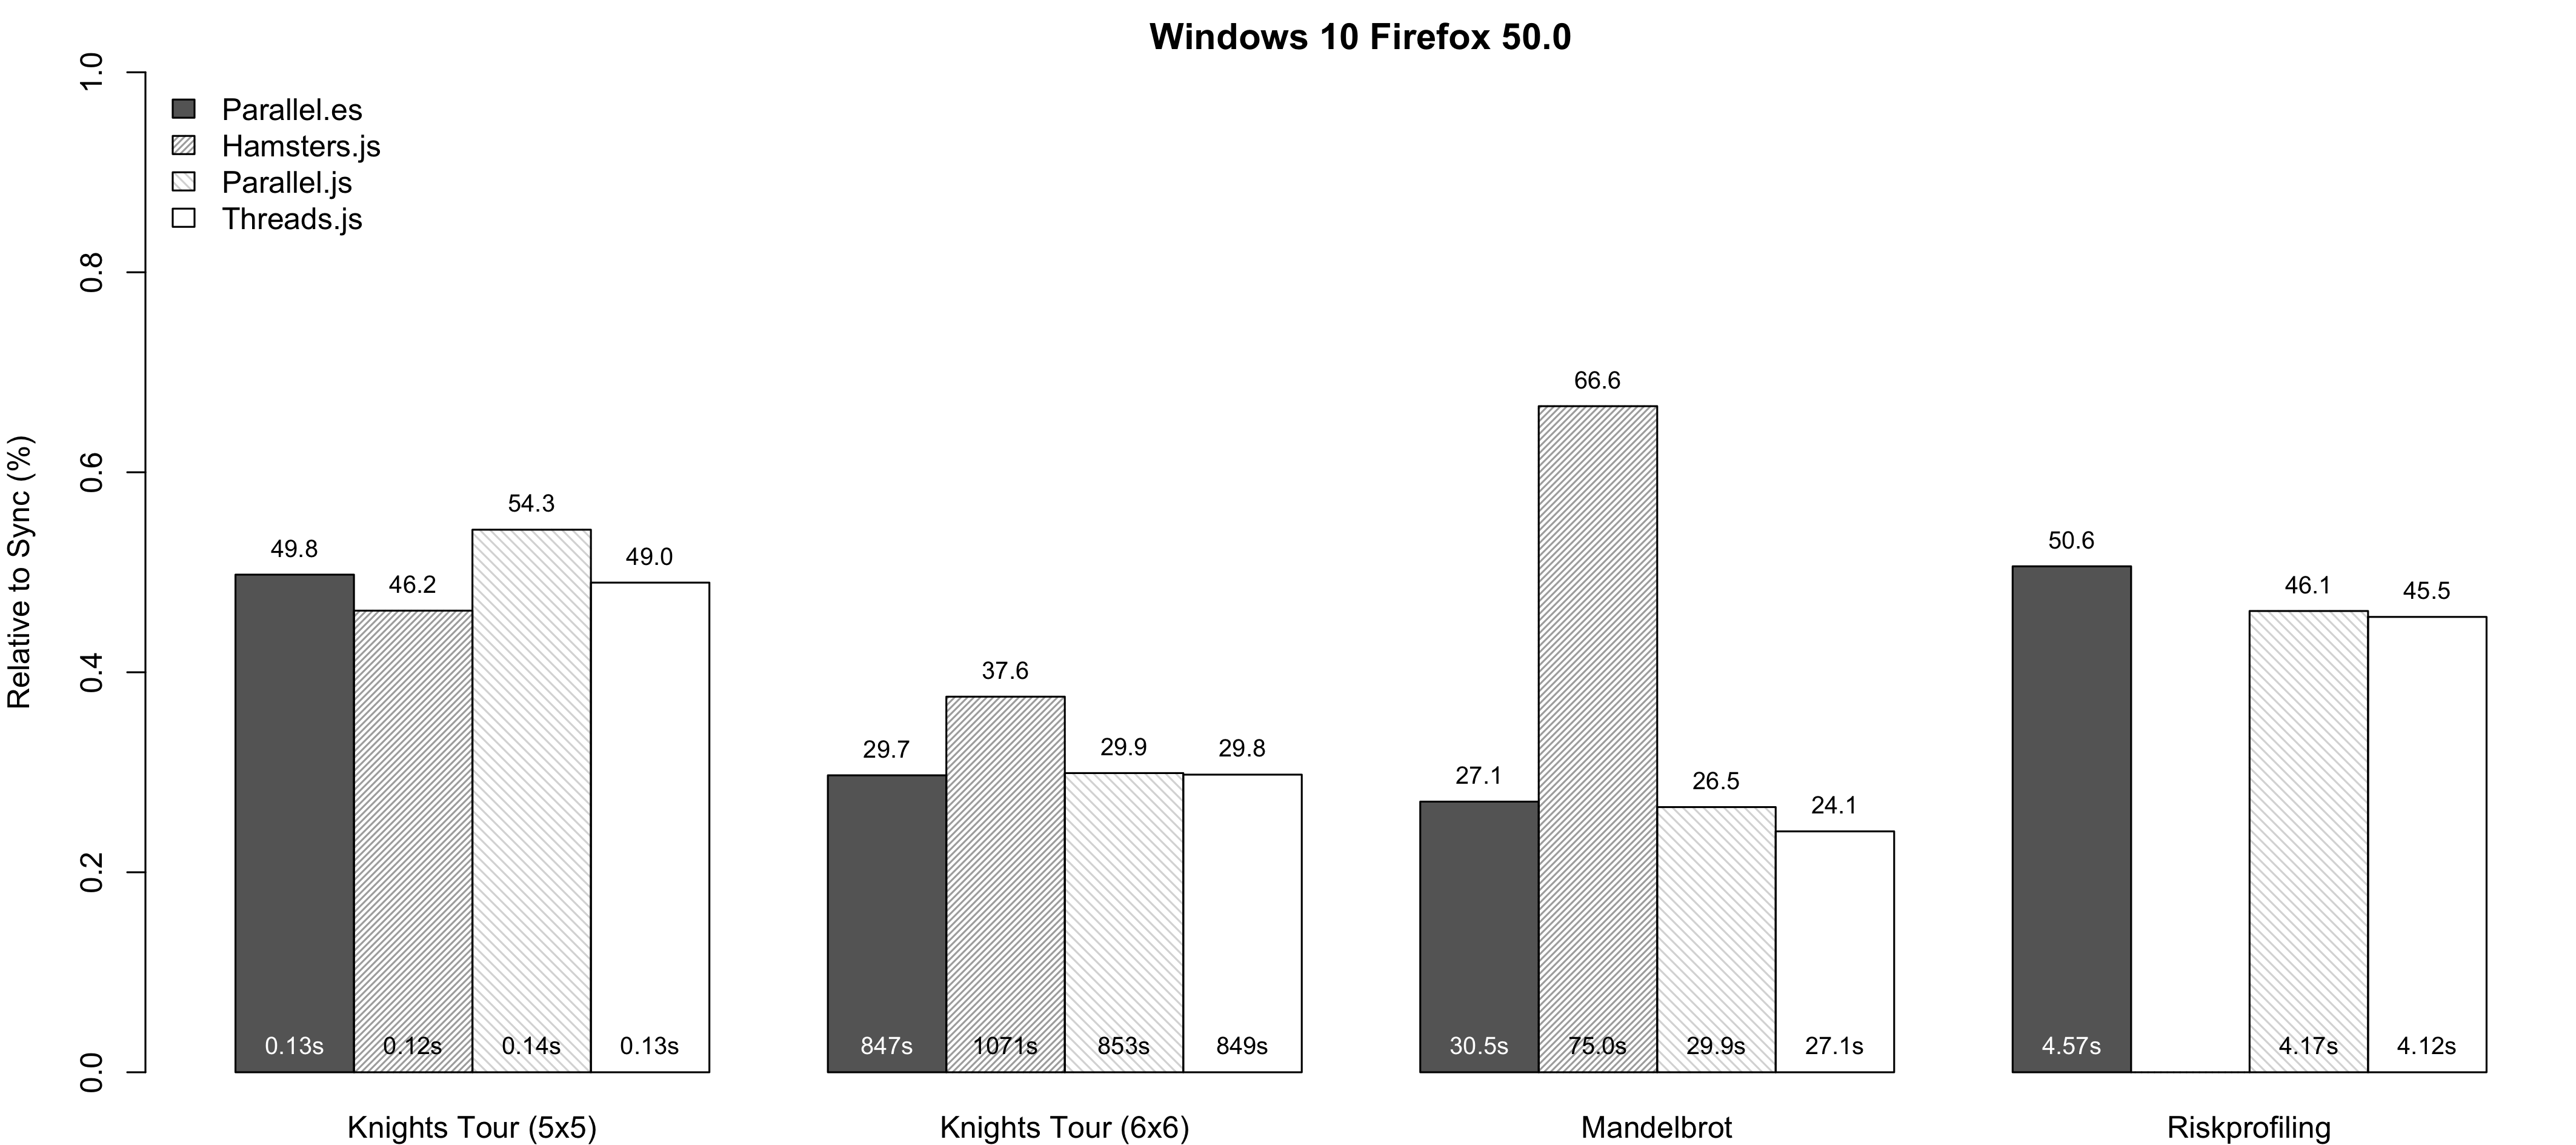 Windows 10 Firefox 50.0
Relative to Sync (%)
1.0
0.8
0.6
0.4
0.2
0.0
Parallel.es
Hamsters.js
Parallel.js
Threads.js
49.8
46.2
54.3
49.0
0.13s
0.12s
0.14s
0.13s
Knights Tour (5x5)
29.7
37.6
29.9
29.8
847s
1071s
853s
849s
Knights Tour (6x6)
27.1
66.6
26.5
24.1
30.5s
75.0s
29.9s
27.1s
Mandelbrot
50.6
46.1
45.5
4.57s
4.17s
4.12s
Riskprofiling